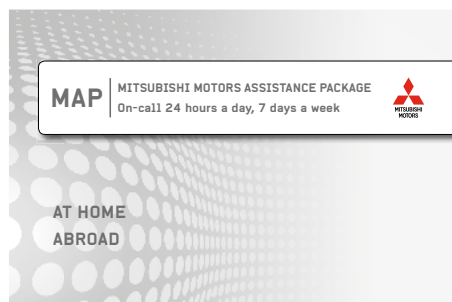 MAP
MITSUBISHI MOTORS ASSISTANCE PACKAGE
On-call 24 hours a day, 7 days a week
MITSUBISHI
MOTORS
AT HOME
ABROAD